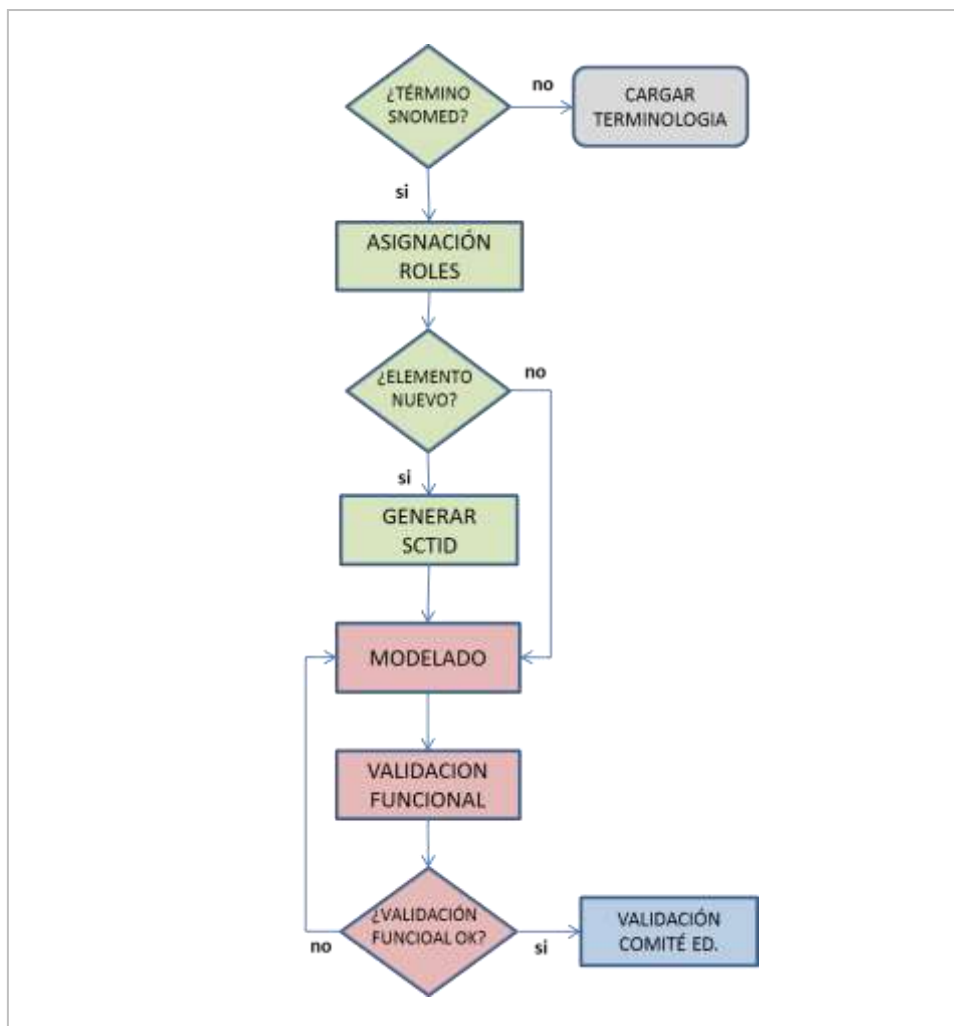 ¿TÉRMINO
SNOMED?
no
CARGAR
TERMINOLOGIA
si
ASIGNACIÓN
ROLES
¿ELEMENTO
NUEVO?
no
si
GENERAR
SCTID
MODELADO
VALIDACION
FUNCIONAL
¿VALIDACIÓN
FUNCIOAL OK?
no
si
VALIDACIÓN
COMITÉ ED.